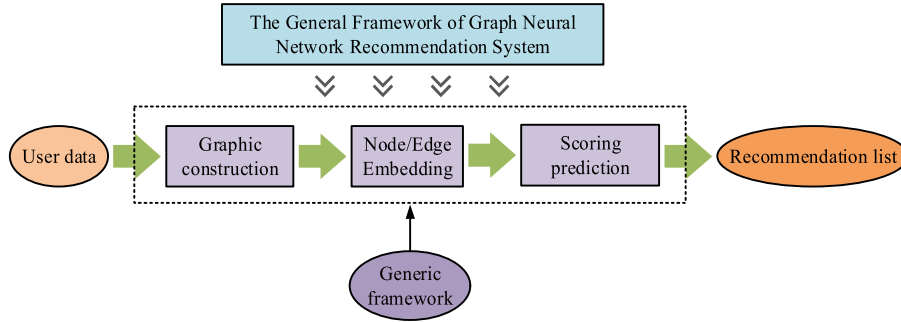 The General Framework of Graph Neural
Network Recommendation System
User data
Graphic
construction
Node/Edge
Embedding
Scoring
prediction
Recommendation list
Generic
framework